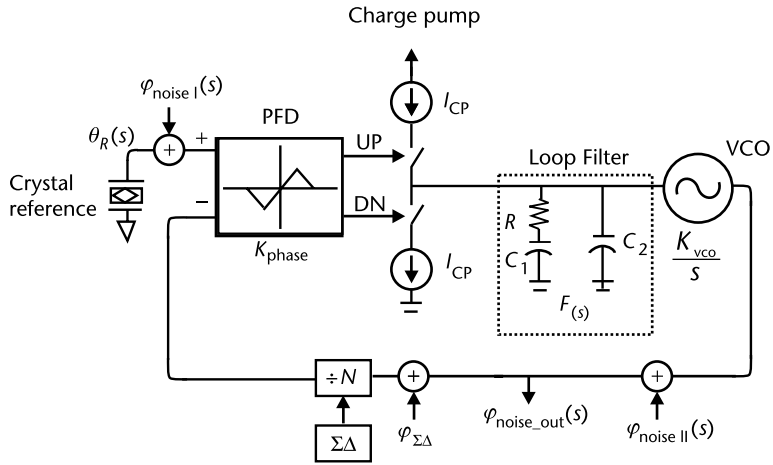 Charge pump
φnoise I(s)
θR(s)
+
+
−
PFD
Kphase
UP
DN
ICP
ICP
Crystal
reference
Loop Filter
R
C1
C2
F(s)
VCO
Kvco
s
÷N
ΣΔ
+
φΣΔ
φnoise_out(s)
+
φnoise II(s)